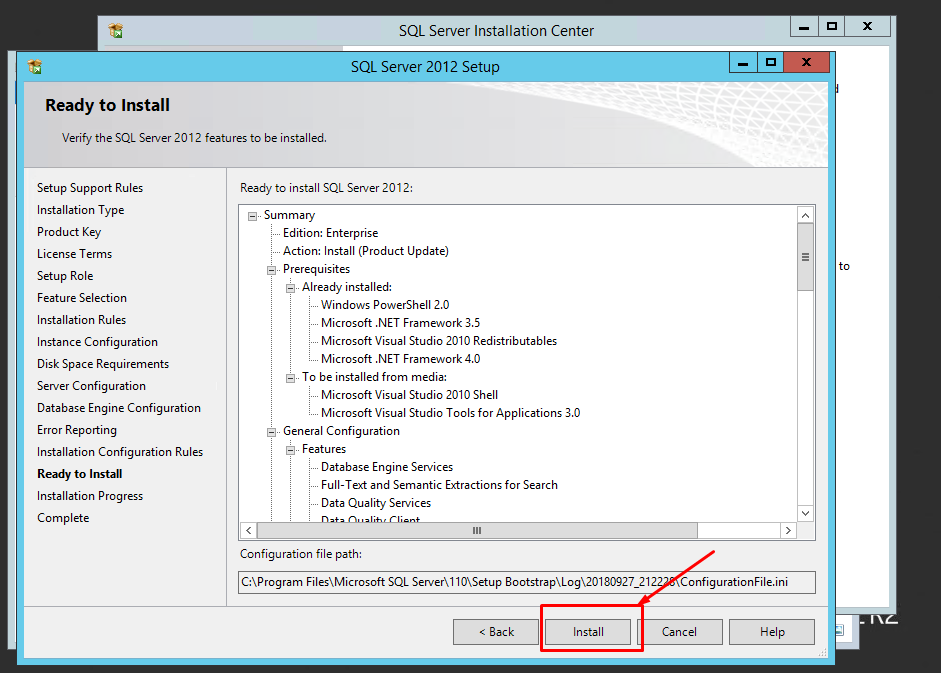 SQL Server Installation Center
SQL Server 2012 Setup
Ready to Install
Verify the SQL Server 2012 features to be installed.
Setup Support Rules
Installation Type
Product Key
License Terms
Setup Role
Feature Selection
Installation Rules
Instance Configuration
Disk Space Requirements
Server Configuration
Database Engine Configuration
Error Reporting
Installation Configuration Rules
Ready to Install
Installation Progress
Complete
Ready to install SQL Server 2012:
Summary
Edition: Enterprise
Action: Install (Product Update)
Prerequisites
Already installed:
Windows PowerShell 2.0
Microsoft .NET Framework 3.5
Microsoft Visual Studio 2010 Redistributables
Microsoft .NET Framework 4.0
To be installed from media:
Microsoft Visual Studio 2010 Shell
Microsoft Visual Studio Tools for Applications 3.0
General Configuration
Features
Database Engine Services
Full-Text and Semantic Extractions for Search
Data Quality Services
Data Quality Client
Configuration file path:
C:\Program Files\Microsoft SQL Server\110\Setup Bootstrap\Log\20180927_212228\ConfigurationFile.ini
< Back
Install
Cancel
Help
to
R2